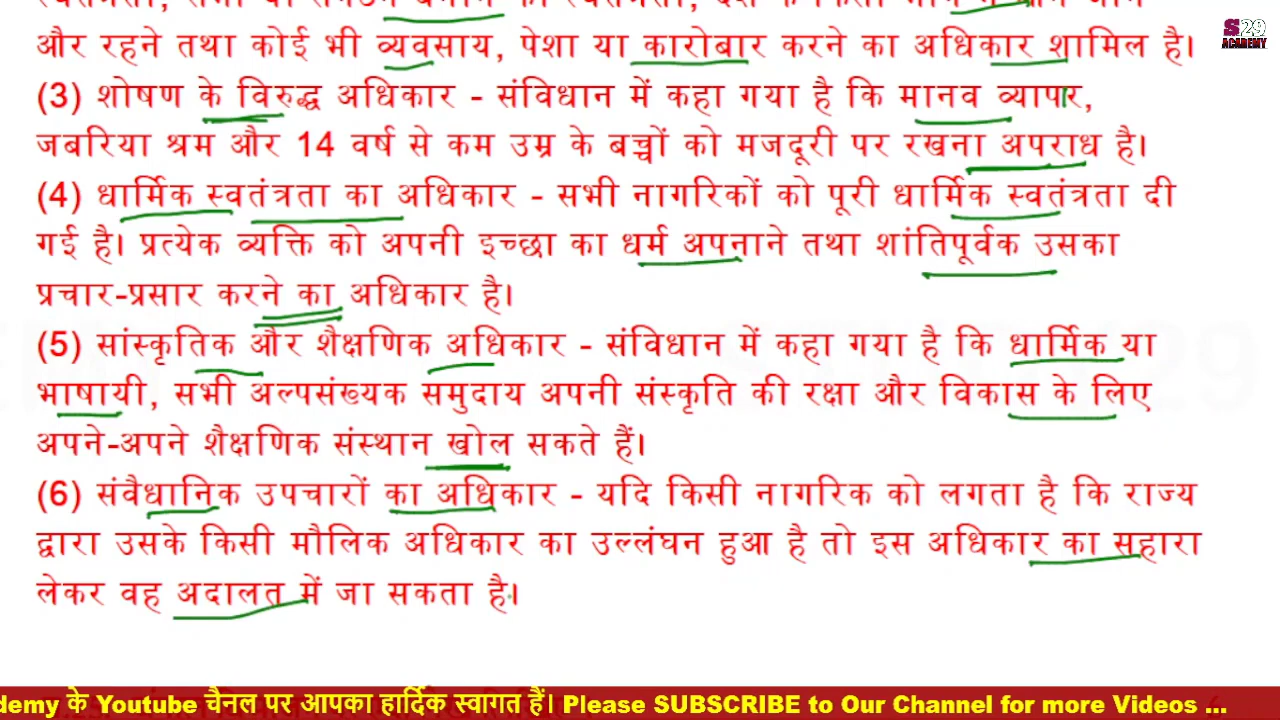 S29
ACADEMY
और रहने तथा कोई भी व्यवसाय, पेशा या कारोबार करने का अधिकार शामिल है।
(3) शोषण के विरुद्ध अधिकार - संविधान में कहा गया है कि मानव व्यापार,
जबरिया श्रम और 14 वर्ष से कम उम्र के बच्चों को मजदूरी पर रखना अपराध है।
(4) धार्मिक स्वतंत्रता का अधिकार - सभी नागरिकों को पूरी धार्मिक स्वतंत्रता दी
गई है। प्रत्येक व्यक्ति को अपनी इच्छा का धर्म अपनाने तथा शांतिपूर्वक उसका
प्रचार-प्रसार करने का अधिकार है।
(5) सांस्कृतिक और शैक्षणिक अधिकार - संविधान में कहा गया है कि धार्मिक या
भाषायी, सभी अल्पसंख्यक समुदाय अपनी संस्कृति की रक्षा और विकास के लिए
अपने-अपने शैक्षणिक संस्थान खोल सकते हैं।
(6) संवैधानिक उपचारों का अधिकार - यदि किसी नागरिक को लगता है कि राज्य
द्वारा उसके किसी मौलिक अधिकार का उल्लंघन हुआ है तो इस अधिकार का सहारा
लेकर वह अदालत में जा सकता है।
demy के Youtube चैनल पर आपका हार्दिक स्वागत हैं। Please SUBSCRIBE to Our Channel for more Videos ...